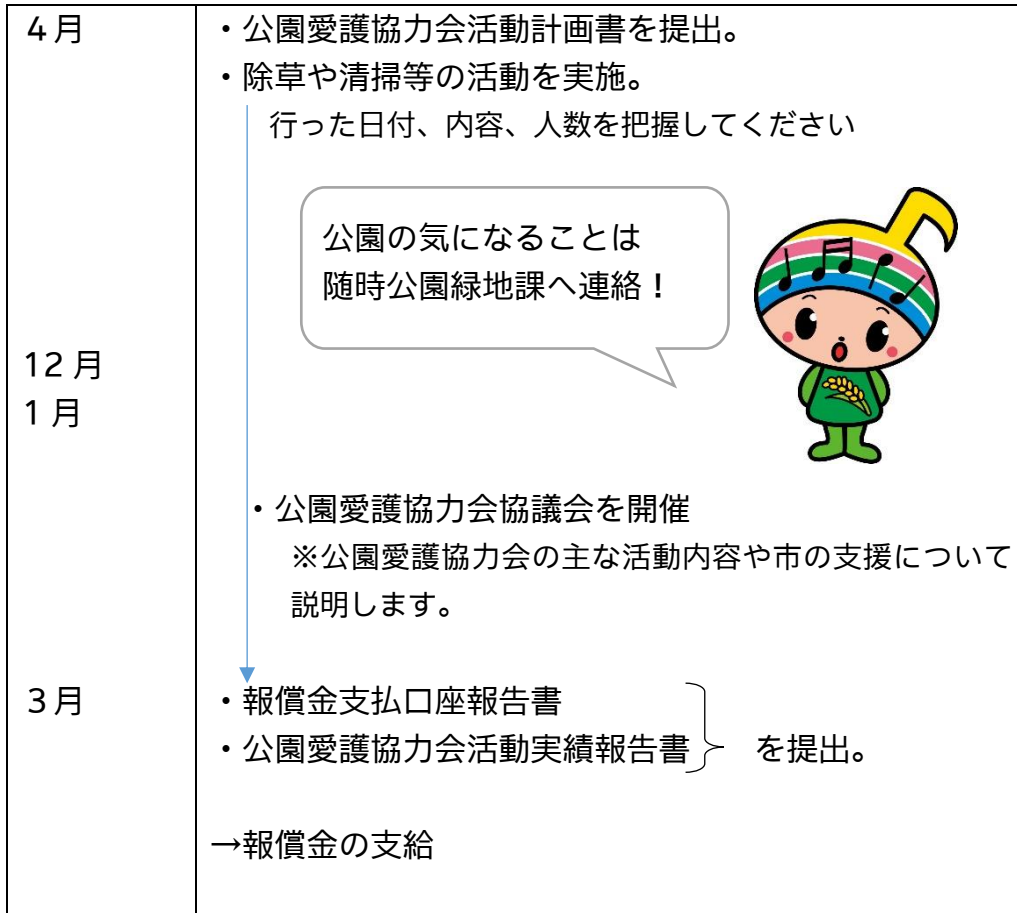 4月
・公園愛護協力会活動計画書を提出。
・除草や清掃等の活動を実施。
行った日付、内容、人数を把握してください
公園の気になることは
随時公園緑地課へ連絡！
12月
1月
・公園愛護協力会協議会を開催
※公園愛護協力会の主な活動内容や市の支援について
説明します。
3月
・報償金支払口座報告書
・公園愛護協力会活動実績報告書
を提出。
→報償金の支給